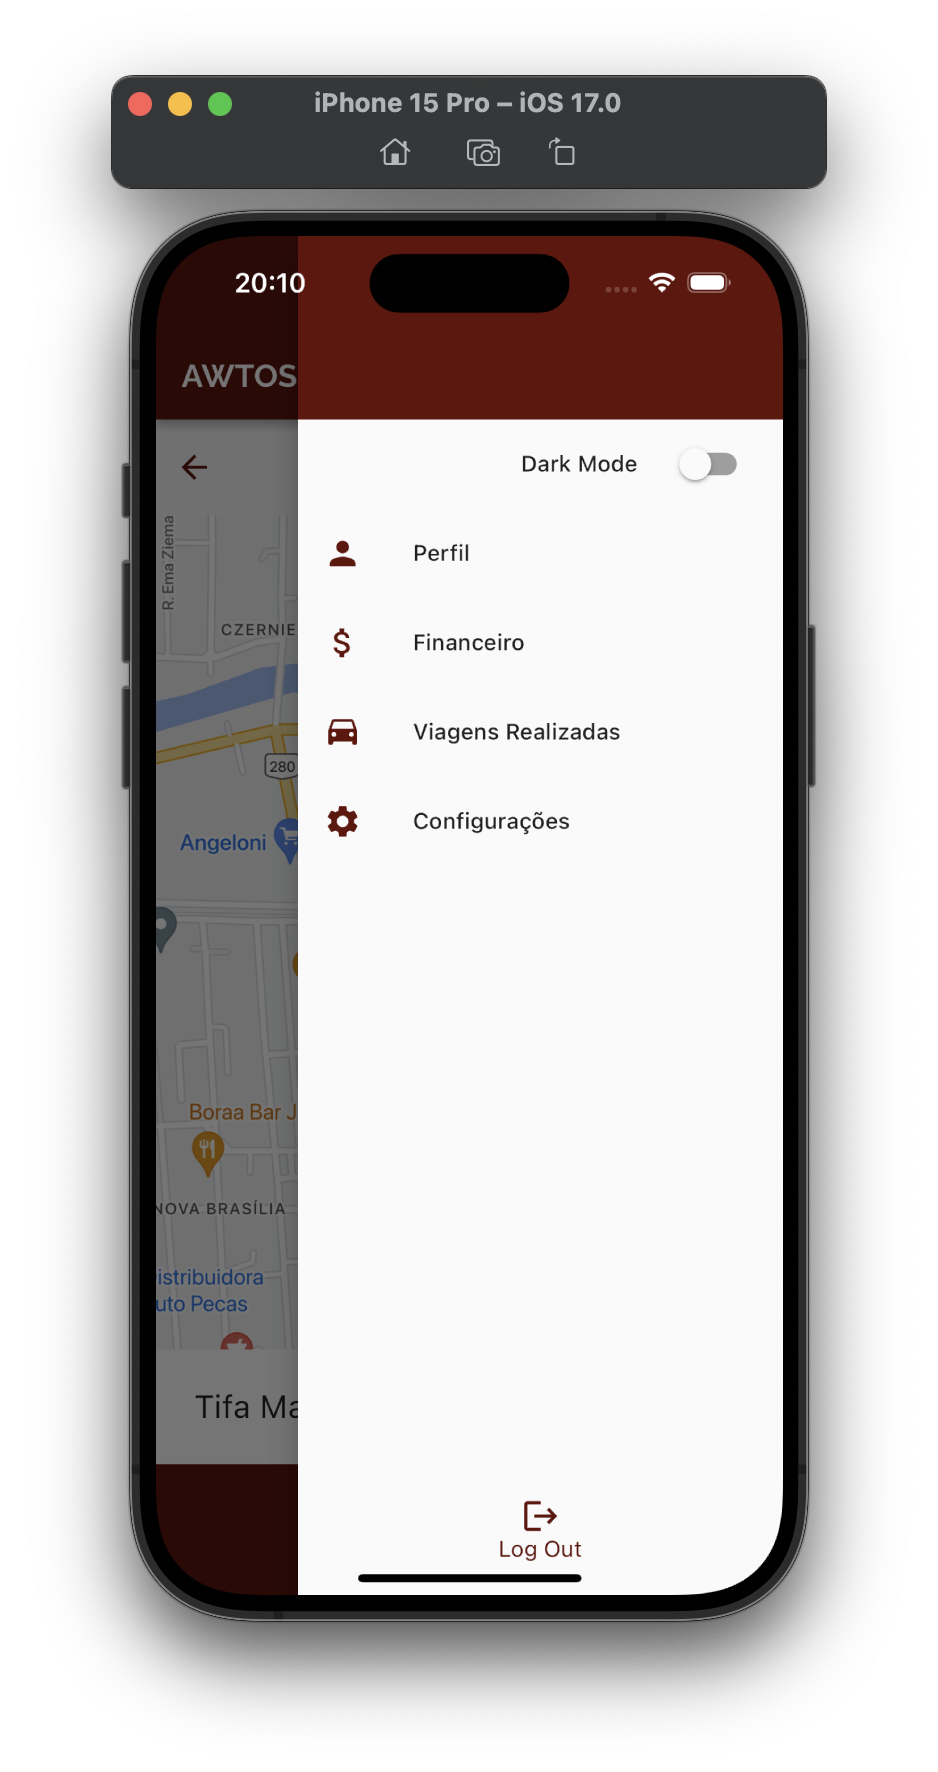 iPhone 15 Pro – iOS 17.0
20:10
AWTOS
Dark Mode
R. Ema Ziema
Perfil
CZERNIE
Financeiro
Viagens Realizadas
280
Configurações
Angeloni
Boraa Bar J
NOVA BRASÍLIA
istribuidora
uto Pecas
Tifa Ma
Log Out